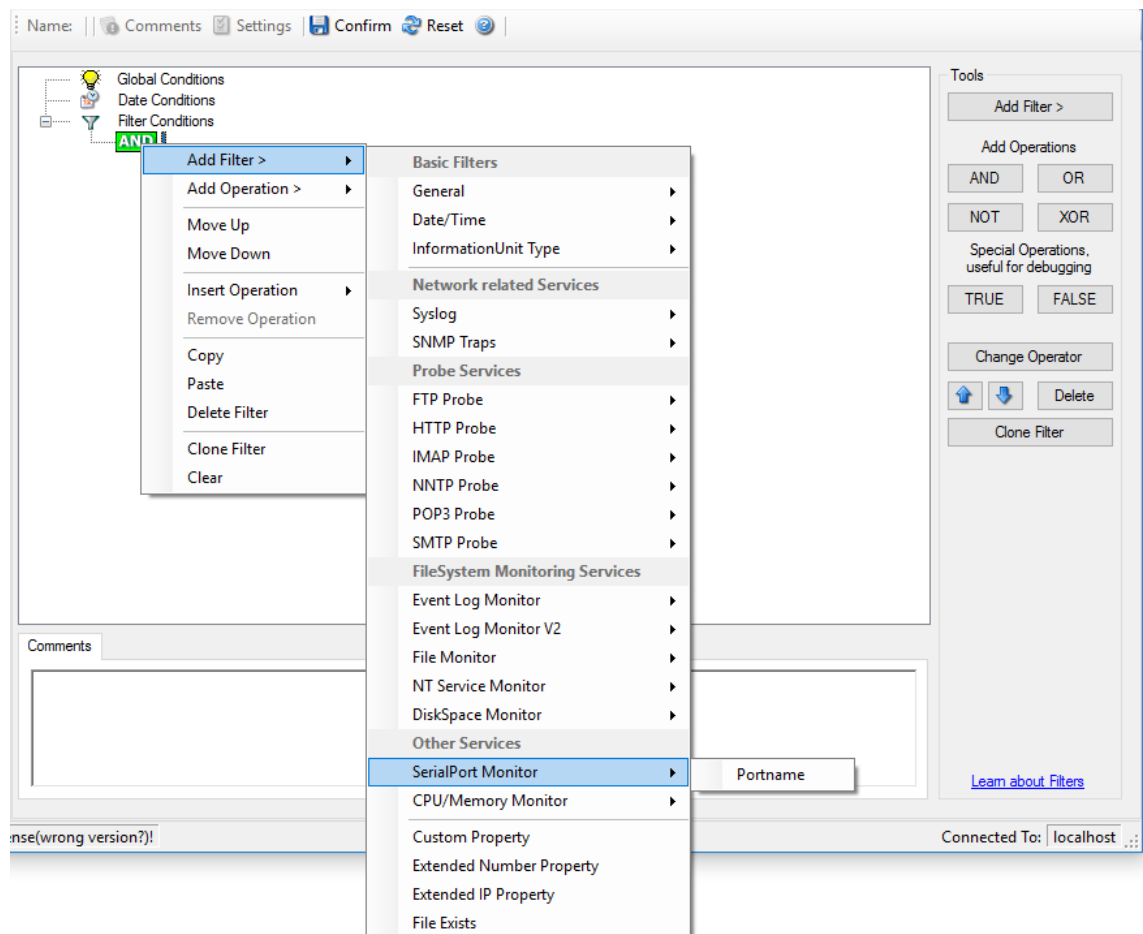 Name: Comments Settings Confirm Reset
Global Conditions
Date Conditions
Filter Conditions
AND
Add Filter >
Add Operation >
Move Up
Move Down
Insert Operation
Remove Operation
Copy
Paste
Delete Filter
Clone Filter
Clear
Basic Filters
General
Date/Time
InformationUnit Type
Network related Services
Syslog
SNMP Traps
Probe Services
FTP Probe
HTTP Probe
IMAP Probe
NNTP Probe
POP3 Probe
SMTP Probe
FileSystem Monitoring Services
Event Log Monitor
Event Log Monitor V2
File Monitor
NT Service Monitor
DiskSpace Monitor
Other Services
SerialPort Monitor
CPU/Memory Monitor
Custom Property
Extended Number Property
Extended IP Property
File Exists
Portname
Tools
Add Filter >
Add Operations
AND OR
NOT XOR
Special Operations,
useful for debugging
TRUE FALSE
Change Operator
Delete
Clone Filter
Learn about Filters
Comments
ense(wrong version?)!
Connected To: localhost